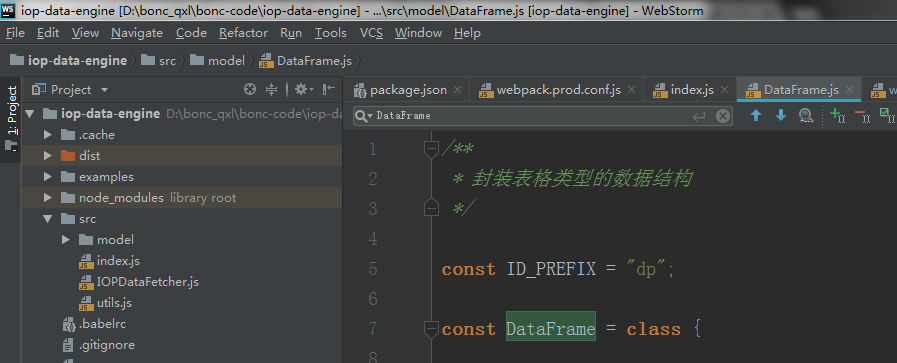 WS iop-data-engine [D:\bonc_qxl\bonc-code\iop-data-engine] - ...\src\model\DataFrame.js [iop-data-engine] - WebStorm
File Edit View Navigate Code Refactor Run Tools VCS Window Help
iop-data-engine src model DataFrame.js
1: Project
Project
package.json webpack.prod.conf.js index.js DataFrame.js w
iop-data-engine D:\bonc_qxl\bonc-code\iop-da
DataFrame
.cache
dist
examples
node_modules library root
src
model
index.js
IOPDataFetcher.js
utils.js
.babelrc
.gitignore
1 /**
2 * 封装表格类型的数据结构
3 */
4
5 const ID_PREFIX = "dp";
6
7 const DataFrame = class {
8